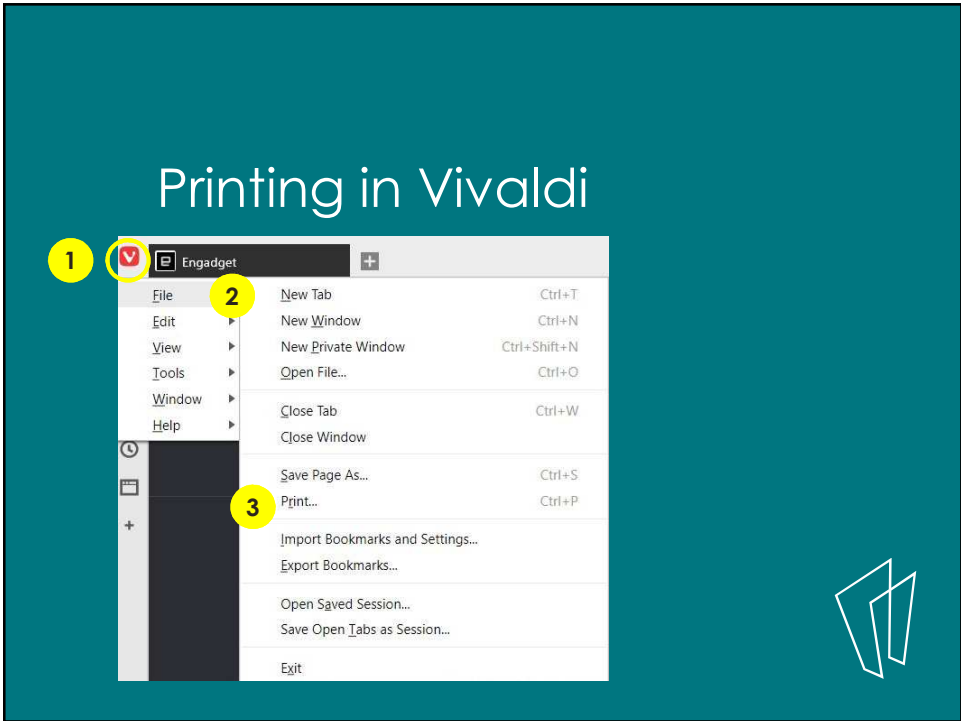 Printing in Vivaldi
1
Engadget
File
2
Edit
View
Tools
Window
Help
New Tab Ctrl+T
New Window Ctrl+N
New Private Window Ctrl+Shift+N
Open File... Ctrl+O
Close Tab Ctrl+W
Close Window
Save Page As... Ctrl+S
3
Print... Ctrl+P
Import Bookmarks and Settings...
Export Bookmarks...
Open Saved Session...
Save Open Tabs as Session...
Exit